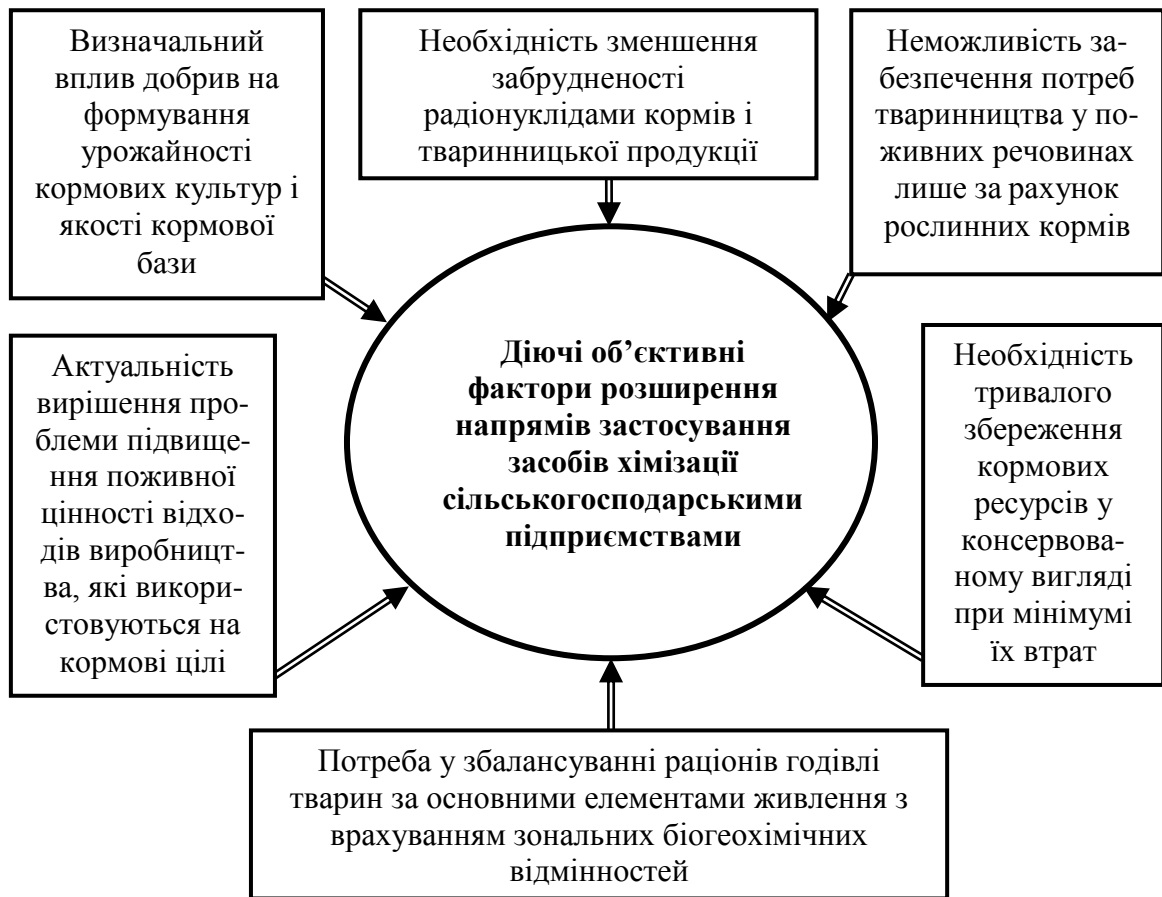 Визначальний
вплив добрив на
формування
урожайності
кормових культур і
якості кормової
бази
Необхідність зменшення
забрудненості
радіонуклідами кормів і
тваринницької продукції
Неможливість за-
безпечення потреб
тваринництва у по-
живних речовинах
лише за рахунок
рослинних кормів
Діючі об’єктивні
фактори розширення
напрямів застосування
засобів хімізації
сільськогосподарськими
підприємствами
Актуальність
вирішення про-
блеми підвище-
ння поживної
цінності відхо-
дів виробницт-
ва, які викори-
стовуються на
кормові цілі
Необхідність
тривалого
збереження
кормових
ресурсів у
консервова-
ному вигляді
при мінімумі
їх втрат
Потреба у збалансуванні раціонів годівлі
тварин за основними елементами живлення з
врахуванням зональних біогеохімічних
відмінностей